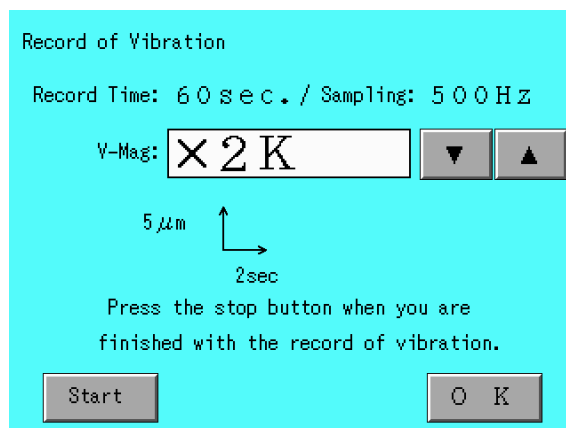 Record of Vibration
Record Time: 60sec./ Sampling: 500Hz
V-Mag: ×2K ▼ ▲
5μm
2sec
Press the stop button when you are
finished with the record of vibration.
Start OK